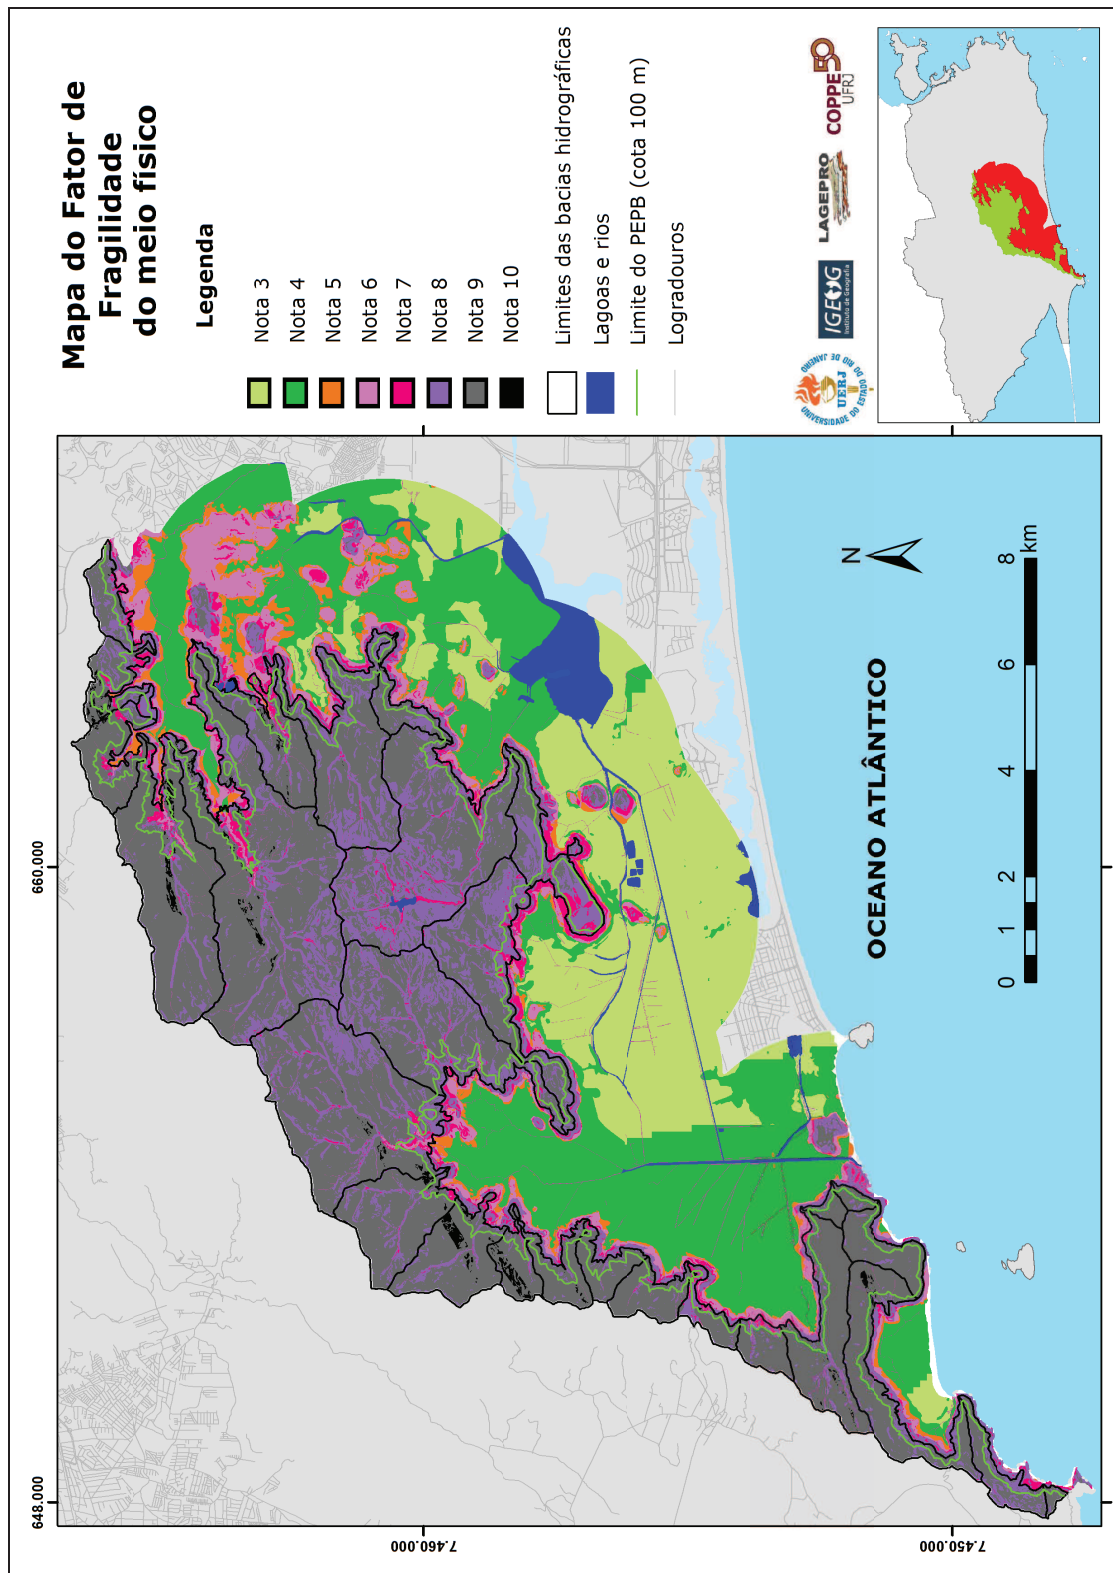 Mapa do Fator de
Fragilidade
do meio físico
Legenda
Nota 3
Nota 4
Nota 5
Nota 6
Nota 7
Nota 8
Nota 9
Nota 10
Limites das bacias hidrográficas
Lagoas e rios
Limite do PEPB (cota 100 m)
Logradouros
UERJ
UNIVERSIDADE DO ESTADO DO RIO DE JANEIRO
IGEOG
Instituto de Geografia
LAGEPRO
COPPE
UFRJ
50
N
OCEANO ATLÂNTICO
0 1 2 4 6 8
km
648.000
660.000
7.460.000
7.450.000